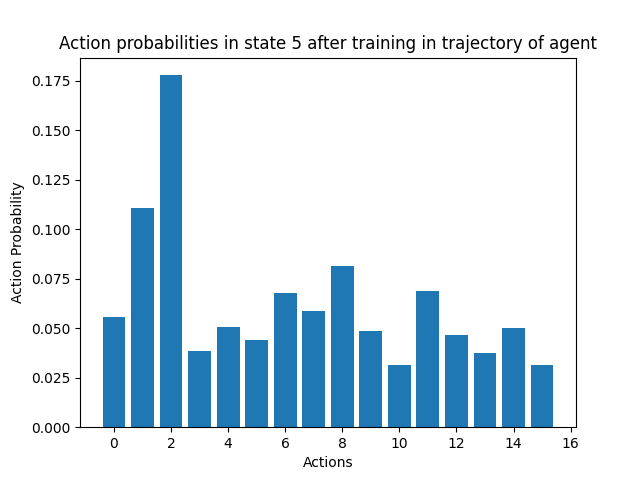 Action probabilities in state 5 after training in trajectory of agent
0.175
0.150
0.125
0.100
0.075
0.050
0.025
0.000
Action Probability
0 2 4 6 8 10 12 14 16
Actions